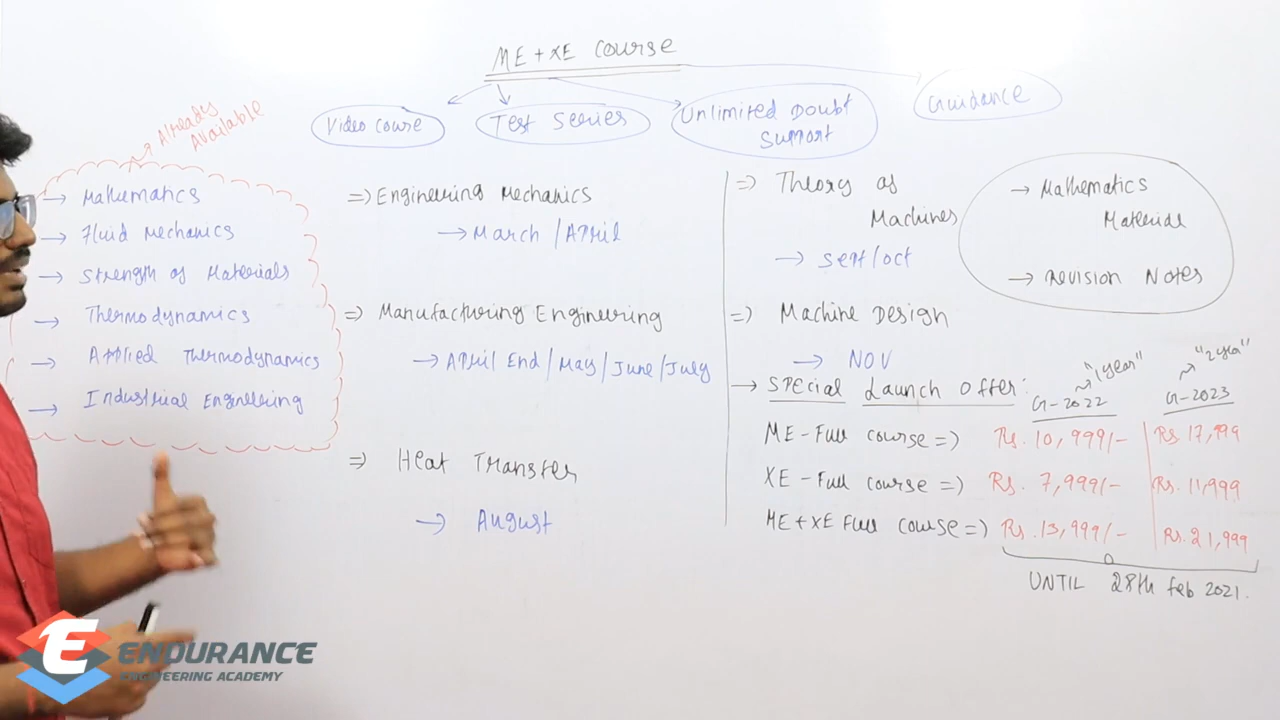 ME + XE COURSE
Video Course
Test Series
Unlimited Doubt
Support
Guidance
Already
Available
→ Mathematics
→ Fluid Mechanics
→ Strength of Materials
→ Thermodynamics
→ Applied Thermodynamics
→ Industrial Engineering
⇒ Engineering Mechanics
→ March / April
⇒ Manufacturing Engineering
→ April End / May / June / July
⇒ Heat Transfer
→ August
⇒ Theory of
Machines
→ Sept/oct
⇒ Machine Design
→ NOV
→ Mathematics
Material
→ Revision Notes
→ Special Launch Offer:
"1year"
"2year"
G-2022
G-2023
ME - Full course ⇒ Rs. 10,999/- Rs 17,999
XE - Full course ⇒ Rs. 7,999/- Rs. 11,999
ME + XE Full course ⇒ Rs. 13,999/- Rs. 21,999
UNTIL 28th Feb 2021.
E ENDURANCE
ENGINEERING ACADEMY